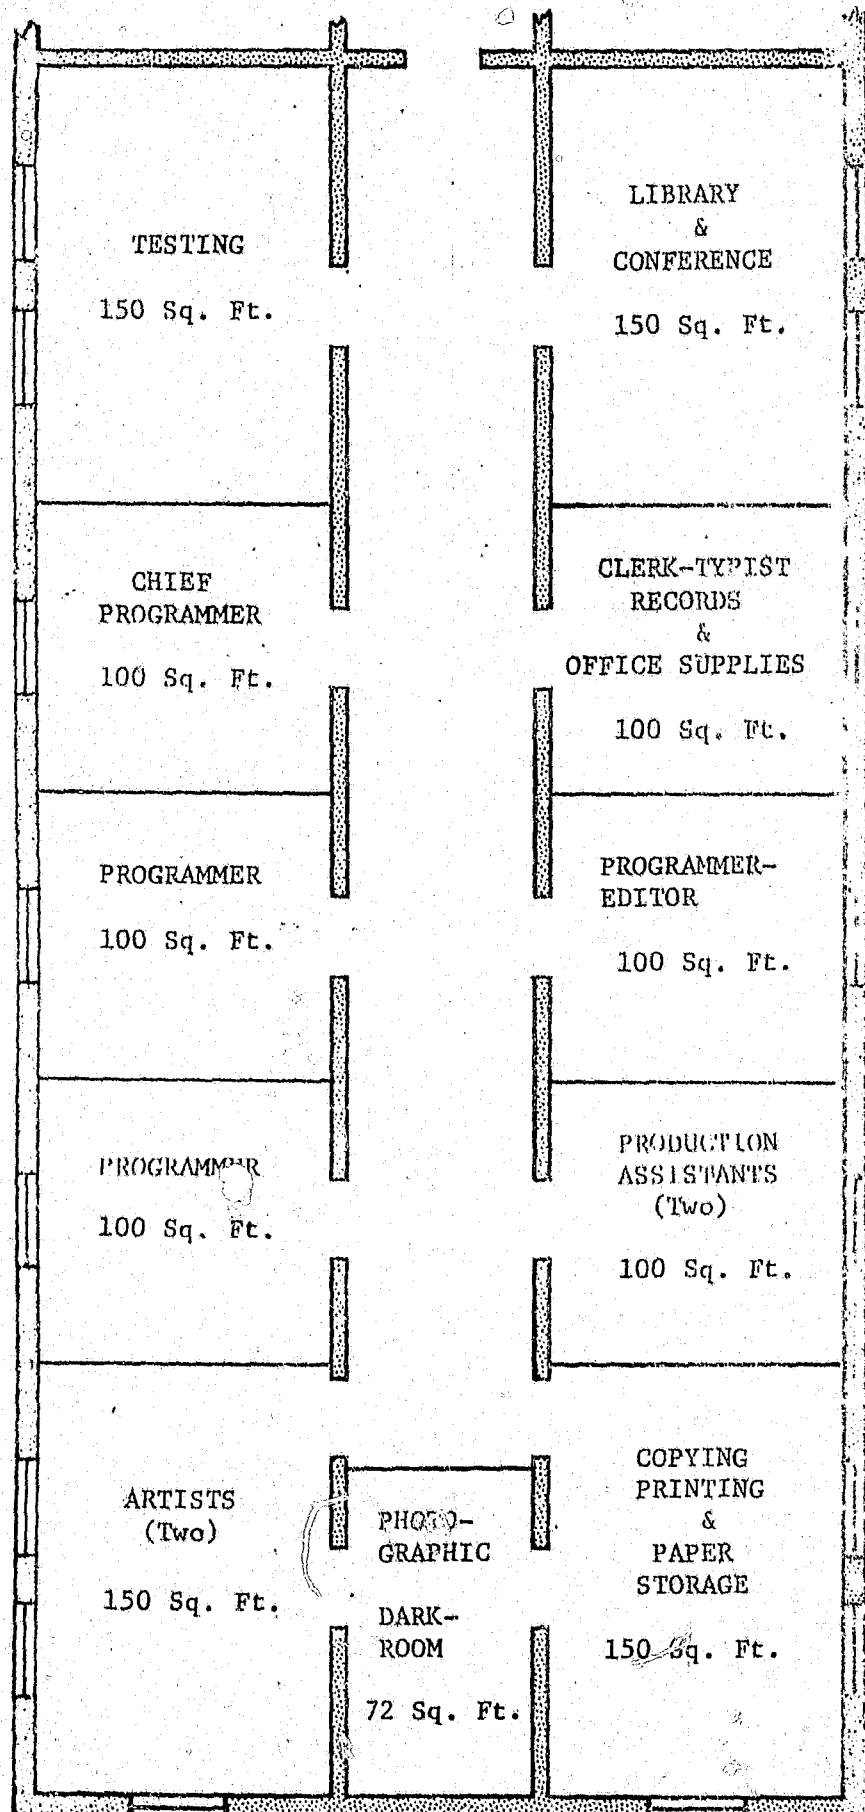 TESTING
150 Sq. Ft.
LIBRARY
&
CONFERENCE
150 Sq. Ft.
CHIEF
PROGRAMMER
100 Sq. Ft.
CLERK-TYPIST
RECORDS
&
OFFICE SUPPLIES
100 Sq. Ft.
PROGRAMMER
100 Sq. Ft.
PROGRAMMER-
EDITOR
100 Sq. Ft.
PROGRAMMER
100 Sq. Ft.
PRODUCTION
ASSISTANTS
(Two)
100 Sq. Ft.
ARTISTS
(Two)
150 Sq. Ft.
PHOTO-
GRAPHIC
DARK-
ROOM
72 Sq. Ft.
COPYING
PRINTING
&
PAPER
STORAGE
150 Sq. Ft.